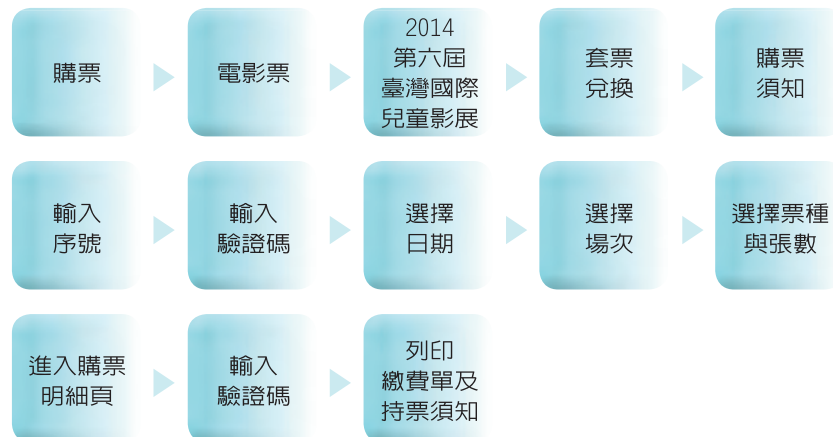 購票
電影票
2014
第六屆
臺灣國際
兒童影展
套票
兌換
購票
須知
輸入
序號
輸入
驗證碼
選擇
日期
選擇
場次
選擇票種
與張數
進入購票
明細頁
輸入
驗證碼
列印
繳費單及
持票須知